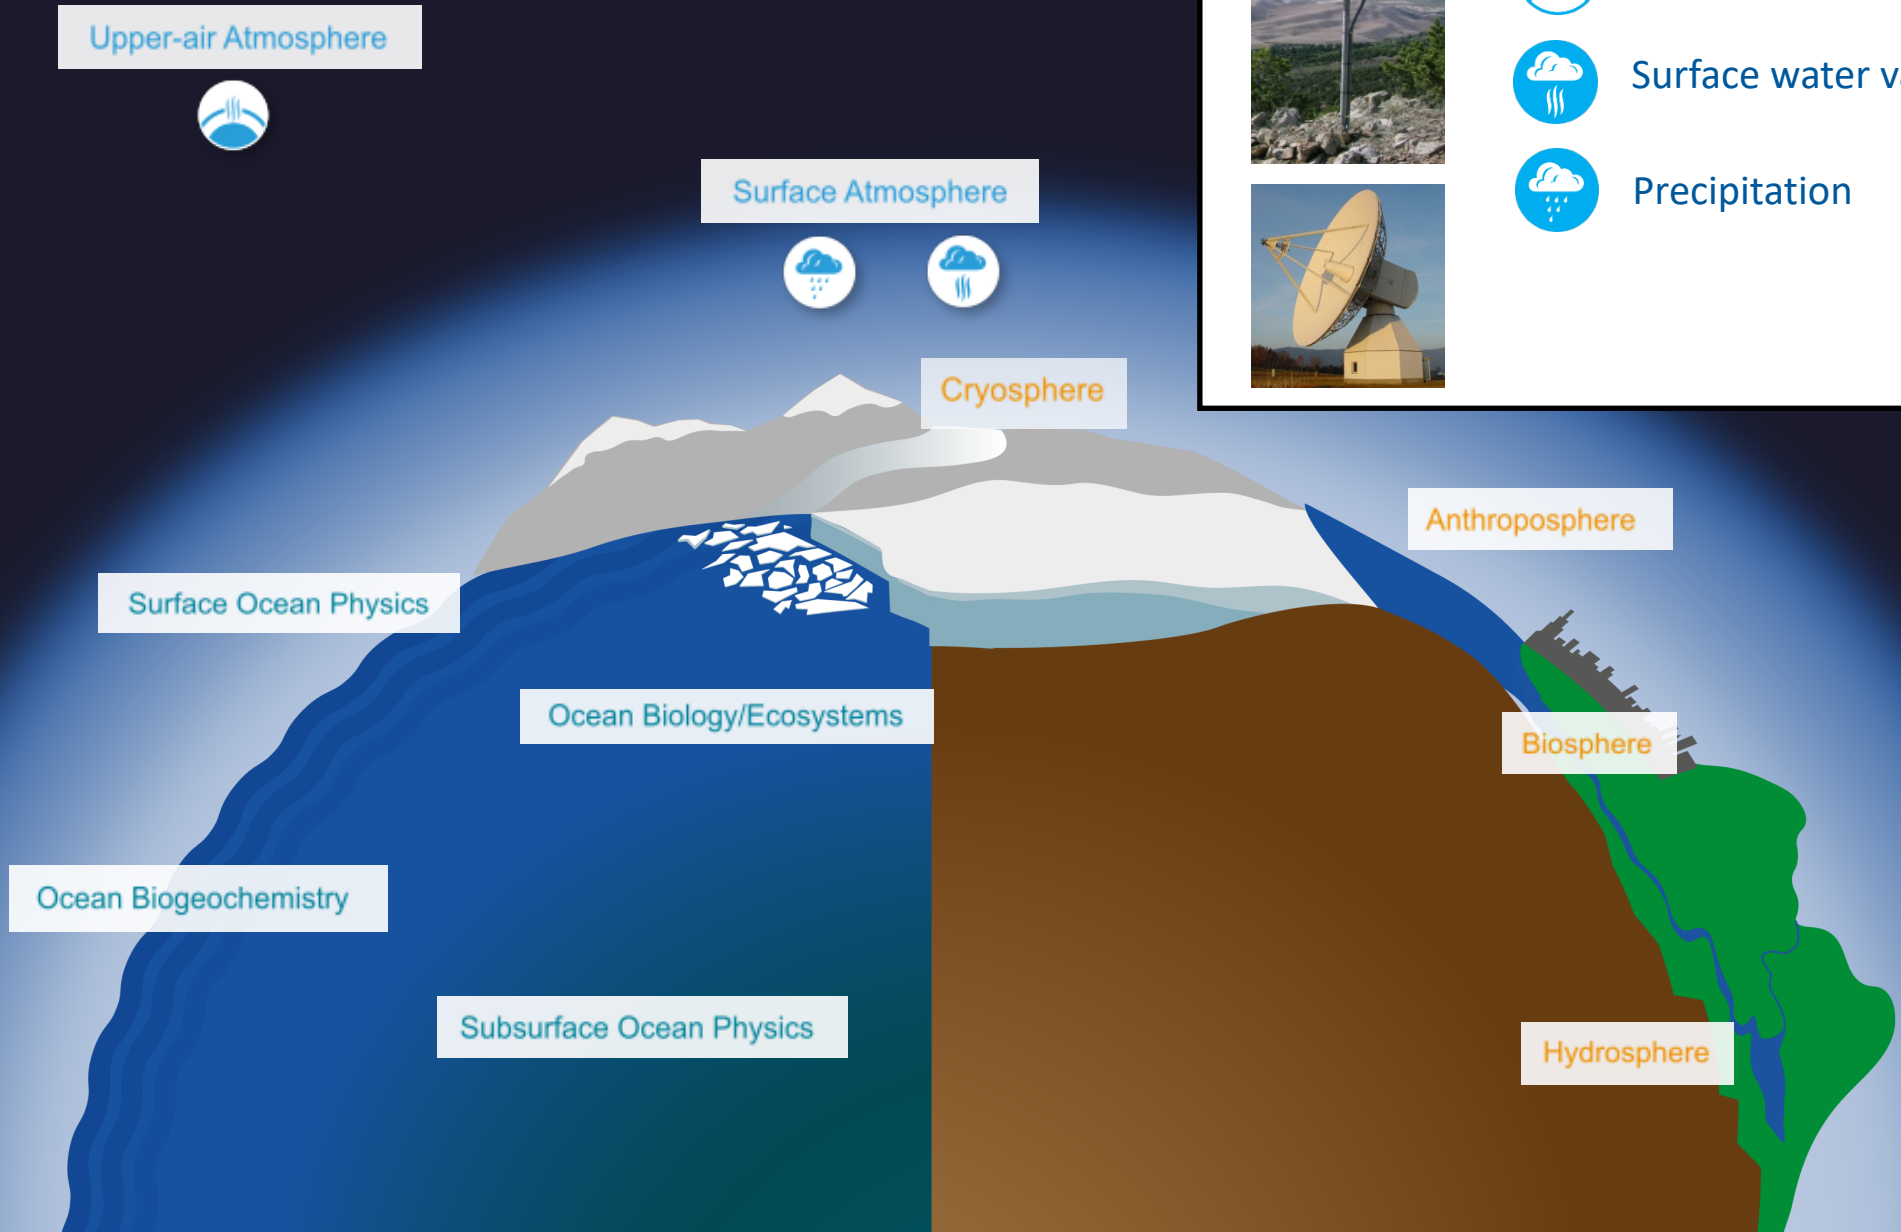 Upper-air Atmosphere
Surface water
Precipitation
Surface Atmosphere
Cryosphere
Anthroposphere
Surface Ocean Physics
Ocean Biology/Ecosystems
Biosphere
Ocean Biogeochemistry
Subsurface Ocean Physics
Hydrosphere